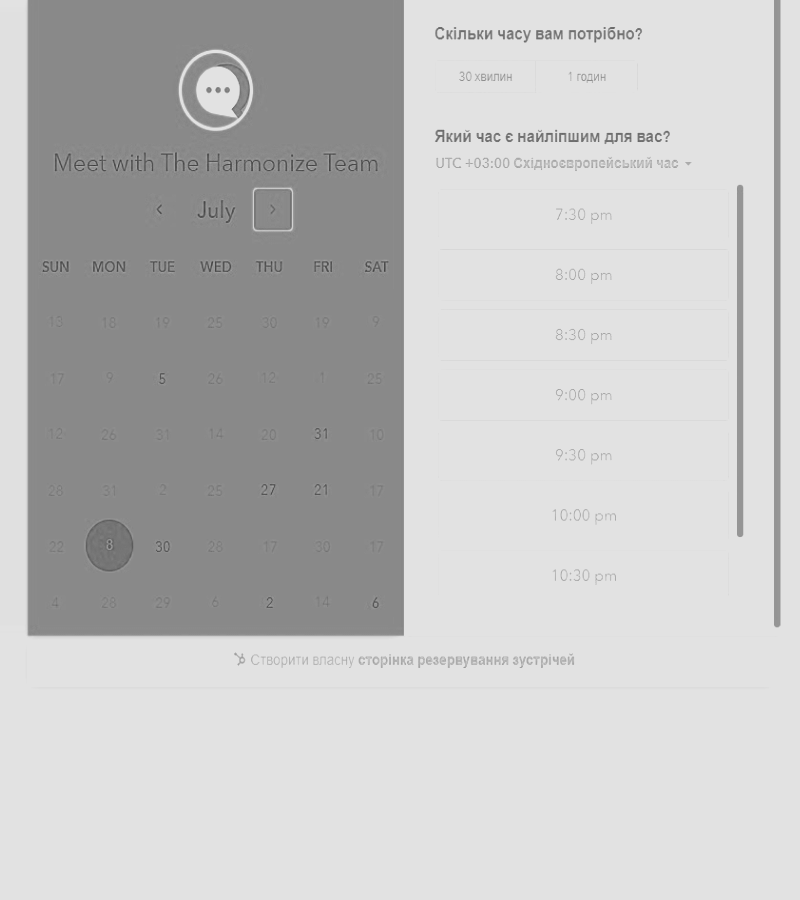 Meet with The Harmonize Team
July
SUN MON TUE WED THU FRI SAT
13 18 19 25 30 19 9
17 9 5 26 12 1 25
12 26 31 14 20 31 10
28 31 2 25 27 21 17
22 8 30 28 17 30 17
4 28 29 6 2 14 6
Скільки часу вам потрібно?
30 хвилин 1 годин
Який час є найліпшим для вас?
UTC +03:00 Східноєвропейський час
7:30 pm
8:00 pm
8:30 pm
9:00 pm
9:30 pm
10:00 pm
10:30 pm
Створити власну сторінка резервування зустрічей